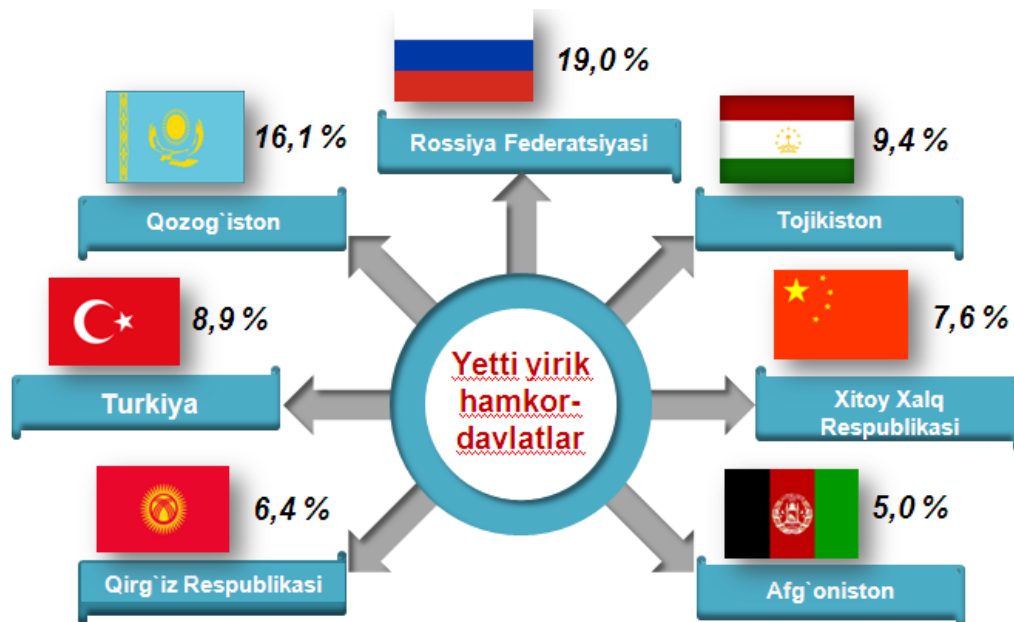 19,0 %
Rossiya Federatsiyasi
16,1 %
Qozog`iston
9,4 %
Tojikiston
8,9 %
Turkiya
7,6 %
Xitoy Xalq
Respublikasi
Yetti yirik
hamkor-
davlatlar
6,4 %
Qirg`iz Respublikasi
5,0 %
Afg`oniston